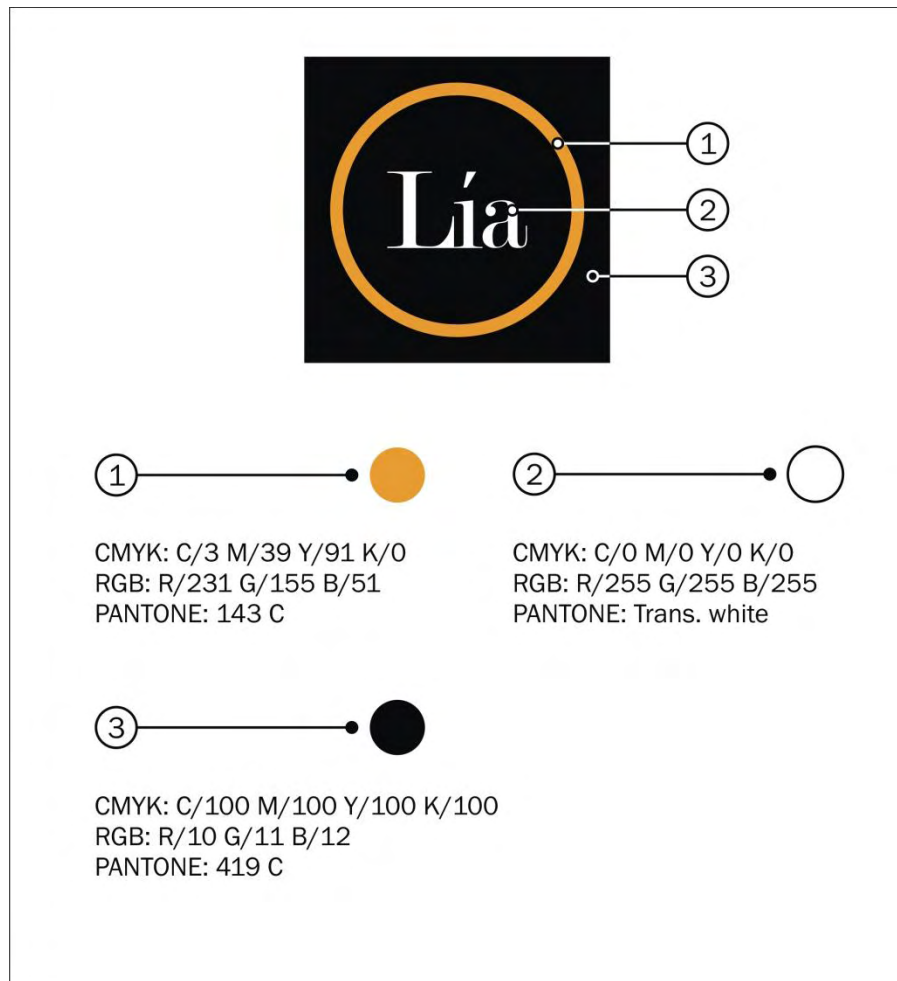 Lía
1
2
3
1
2
CMYK: C/3 M/39 Y/91 K/0
RGB: R/231 G/155 B/51
PANTONE: 143 C
CMYK: C/0 M/0 Y/0 K/0
RGB: R/255 G/255 B/255
PANTONE: Trans. white
3
CMYK: C/100 M/100 Y/100 K/100
RGB: R/10 G/11 B/12
PANTONE: 419 C